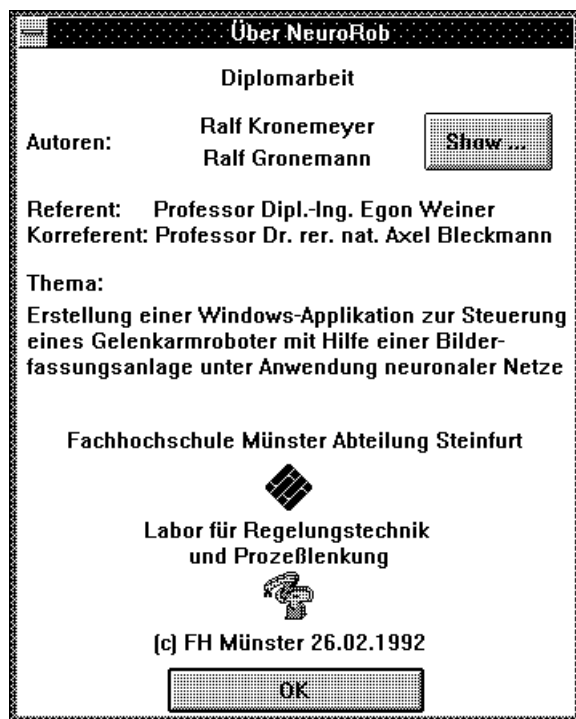 Über NeuroRob
Diplomarbeit
Autoren:
Ralf Kronemeyer
Ralf Gronemann
Show ...
Referent: Professor Dipl.-Ing. Egon Weiner
Korreferent: Professor Dr. rer. nat. Axel Bleckmann
Thema:
Erstellung einer Windows-Applikation zur Steuerung
eines Gelenkarmroboter mit Hilfe einer Bilder-
fassungsanlage unter Anwendung neuronaler Netze
Fachhochschule Münster Abteilung Steinfurt
Labor für Regelungstechnik
und Prozeßlenkung
(c) FH Münster 26.02.1992
OK